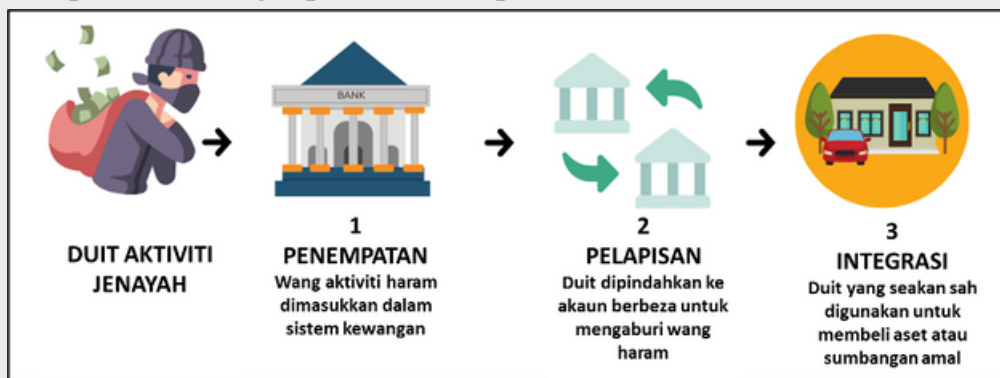 BANK
DUIT AKTIVITI
JENAYAH
1
PENEMPATAN
Wang aktiviti haram
dimasukkan dalam
sistem kewangan
2
PELAPISAN
Duit dipindahkan ke
akaun berbeza untuk
mengaburi wang
haram
3
INTEGRASI
Duit yang seakan sah
digunakan untuk
membeli aset atau
sumbangan amal